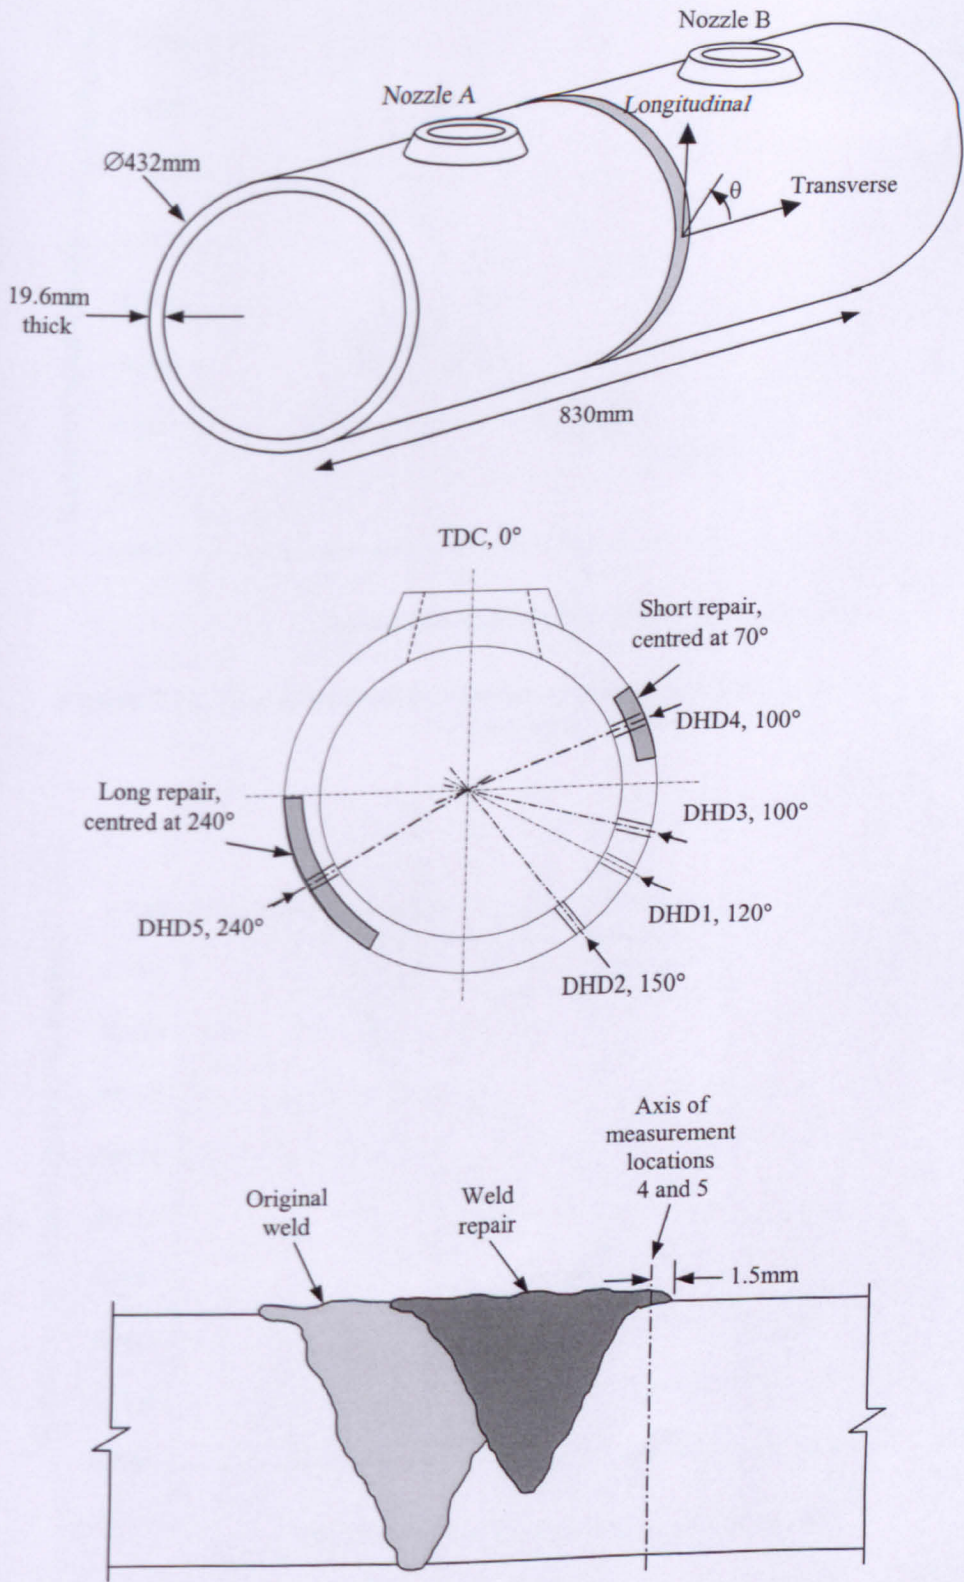 Nozzle B
Nozzle A
Longitudinal
Ø432mm
θ
Transverse
19.6mm
thick
830mm
TDC, 0°
Short repair,
centred at 70°
DHD4, 100°
Long repair,
centred at 240°
DHD3, 100°
DHD1, 120°
DHD5, 240°
DHD2, 150°
Axis of
measurement
locations
4 and 5
Original
weld
Weld
repair
1.5mm